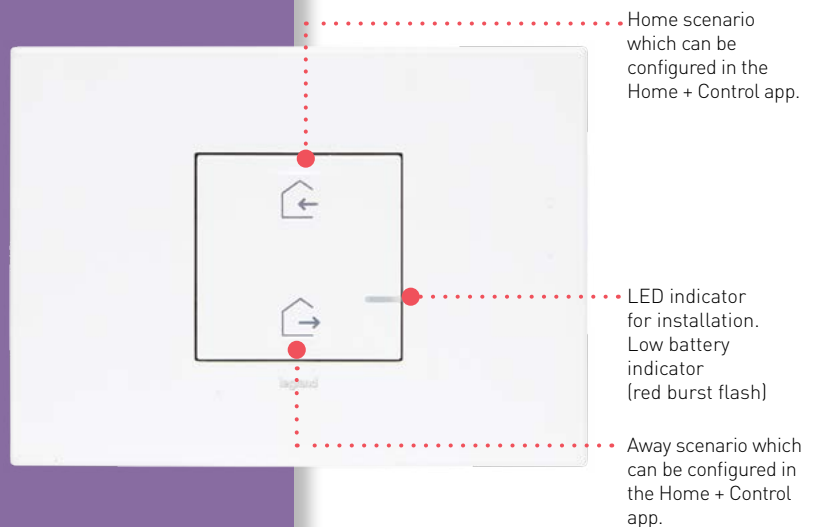 Home scenario
which can be
configured in the
Home + Control app.
LED indicator
for installation.
Low battery
indicator
(red burst flash)
legrand
Away scenario which
can be configured in
the Home + Control
app.